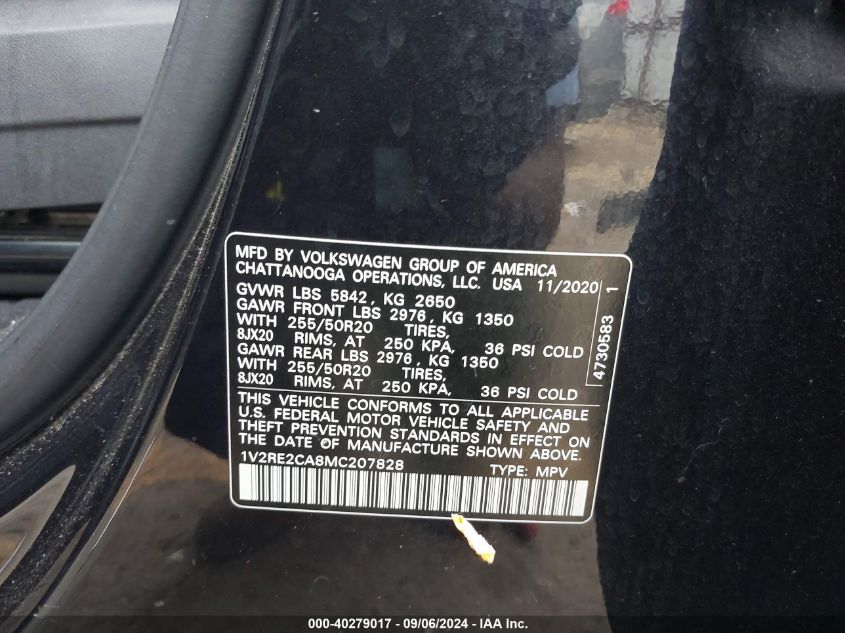 MFD BY VOLKSWAGEN GROUP OF AMERICA
CHATTANOOGA OPERATIONS, LLC. USA 11/2020
GVWR LBS 5842, KG 2650
GAWR FRONT LBS 2976, KG 1350
WITH 255/50R20 TIRES,
8JX20 RIMS, AT 250 KPA, 36 PSI COLD
GAWR REAR LBS 2976, KG 1350
WITH 255/50R20 TIRES,
8JX20 RIMS, AT 250 KPA, 36 PSI COLD
THIS VEHICLE CONFORMS TO ALL APPLICABLE
U.S. FEDERAL MOTOR VEHICLE SAFETY AND
THEFT PREVENTION STANDARDS IN EFFECT ON
THE DATE OF MANUFACTURE SHOWN ABOVE.
1V2RE2CA8MC207828 TYPE: MPV
4730583 1
000-40279017 - 09/06/2024 - IAA Inc.